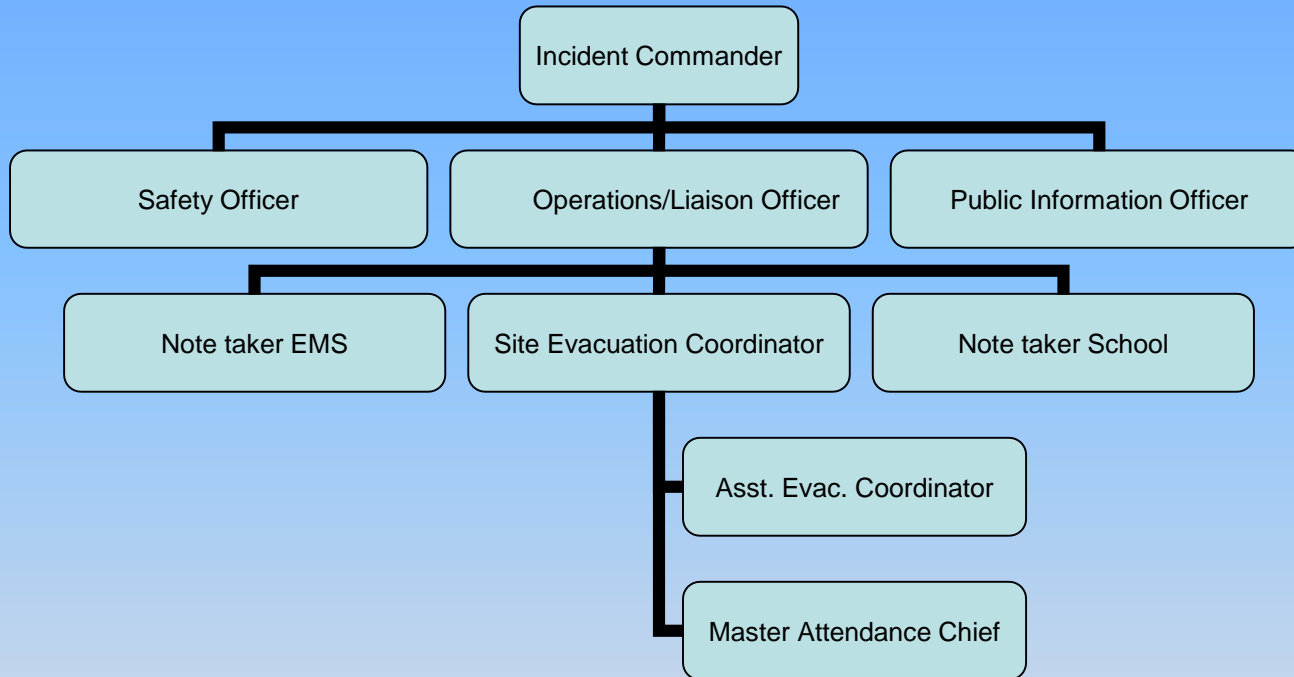 Incident Commander
Safety Officer
Operations/Liaison Officer
Public Information Officer
Note taker EMS
Site Evacuation Coordinator
Note taker School
Asst. Evac. Coordinator
Master Attendance Chief